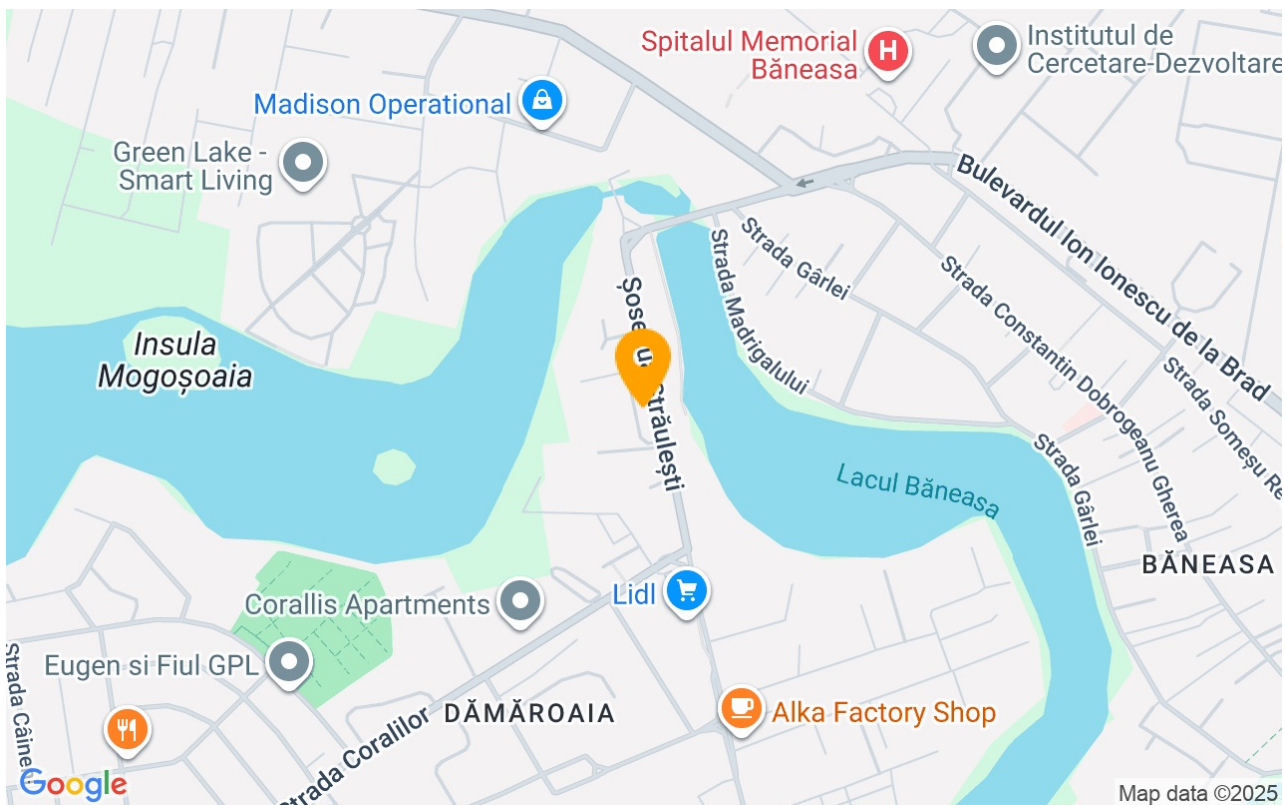 Spitalul Memorial
Băneasa
H
Institutul de
Cercetare-Dezvoltare
Madison Operational
Green Lake -
Smart Living
Bulevardul Ion Ionescu de la Brad
Strada Gârlei
Strada Madrigalului
Strada Constantin Dobrogeanu Gherea
Insula
Mogoșoaia
Străulești
Lacul Băneasa
Strada Gârlei
BĂNEASA
Lidl
Corallis Apartments
Eugen si Fiul GPL
DĂMĂROAIA
Alka Factory Shop
Strada Coralilor
Google
Map data ©2025